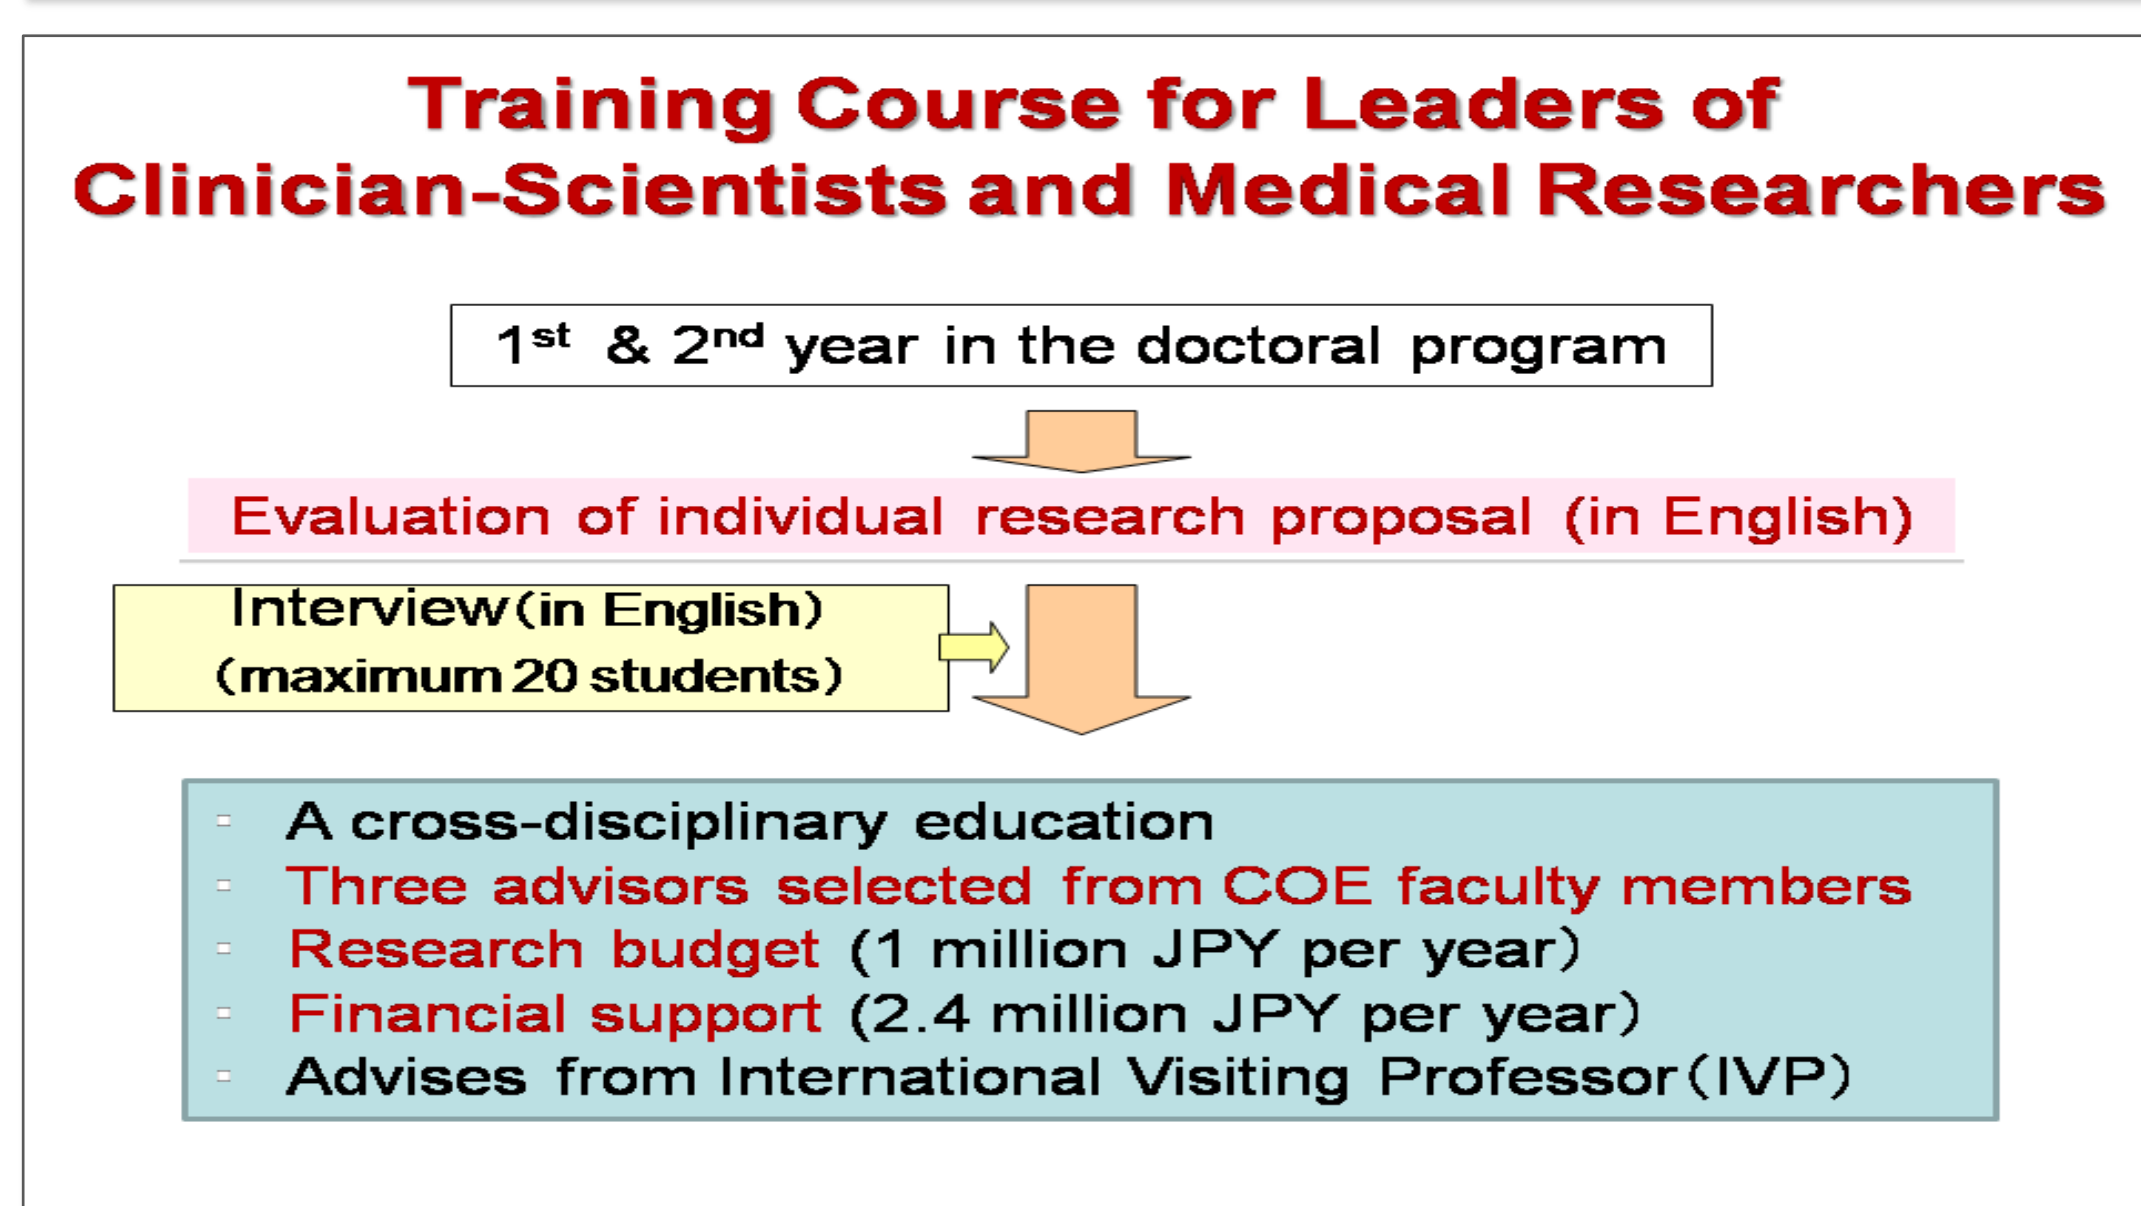 Training Course for Leaders of
Clinician-Scientists and Medical Researchers
1st & 2nd year in the doctoral program
Evaluation of individual research proposal (in English)
Interview(in English)
(maximum 20 students)
A cross-disciplinary education
Three advisors selected from COE faculty members
Research budget (1 million JPY per year)
Financial support (2.4 million JPY per year)
Advises from International Visiting Professor(IVP)